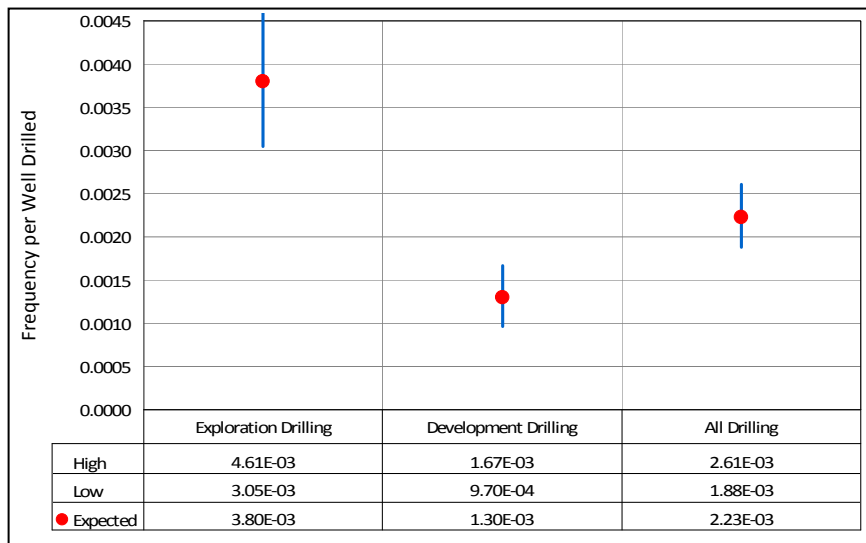 Frequency per Well Drilled
0.0045
0.0040
0.0035
0.0030
0.0025
0.0020
0.0015
0.0010
0.0005
0.0000
Exploration Drilling Development Drilling All Drilling
High 4.61E-03 1.67E-03 2.61E-03
Low 3.05E-03 9.70E-04 1.88E-03
Expected 3.80E-03 1.30E-03 2.23E-03